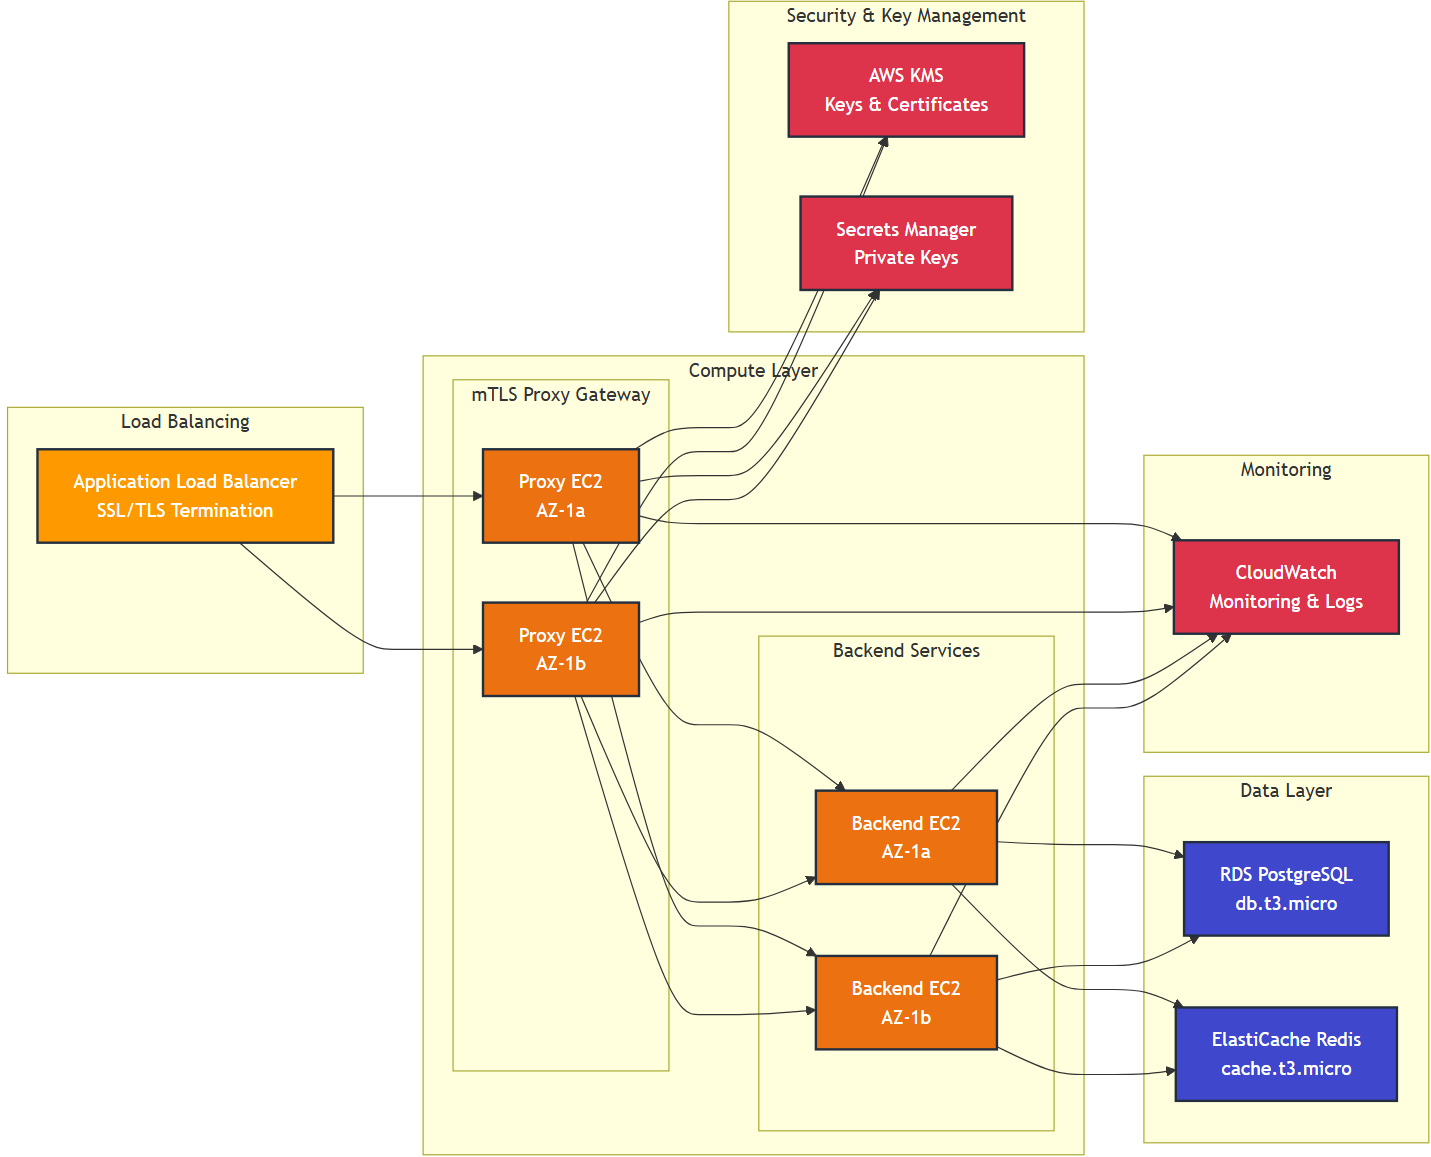 Security & Key Management
AWS KMS
Keys & Certificates
Secrets Manager
Private Keys
Compute Layer
mTLS Proxy Gateway
Load Balancing
Application Load Balancer
SSL/TLS Termination
Proxy EC2
AZ-1a
Proxy EC2
AZ-1b
Monitoring
CloudWatch
Monitoring & Logs
Backend Services
Backend EC2
AZ-1a
Backend EC2
AZ-1b
Data Layer
RDS PostgreSQL
db.t3.micro
ElastiCache Redis
cache.t3.micro